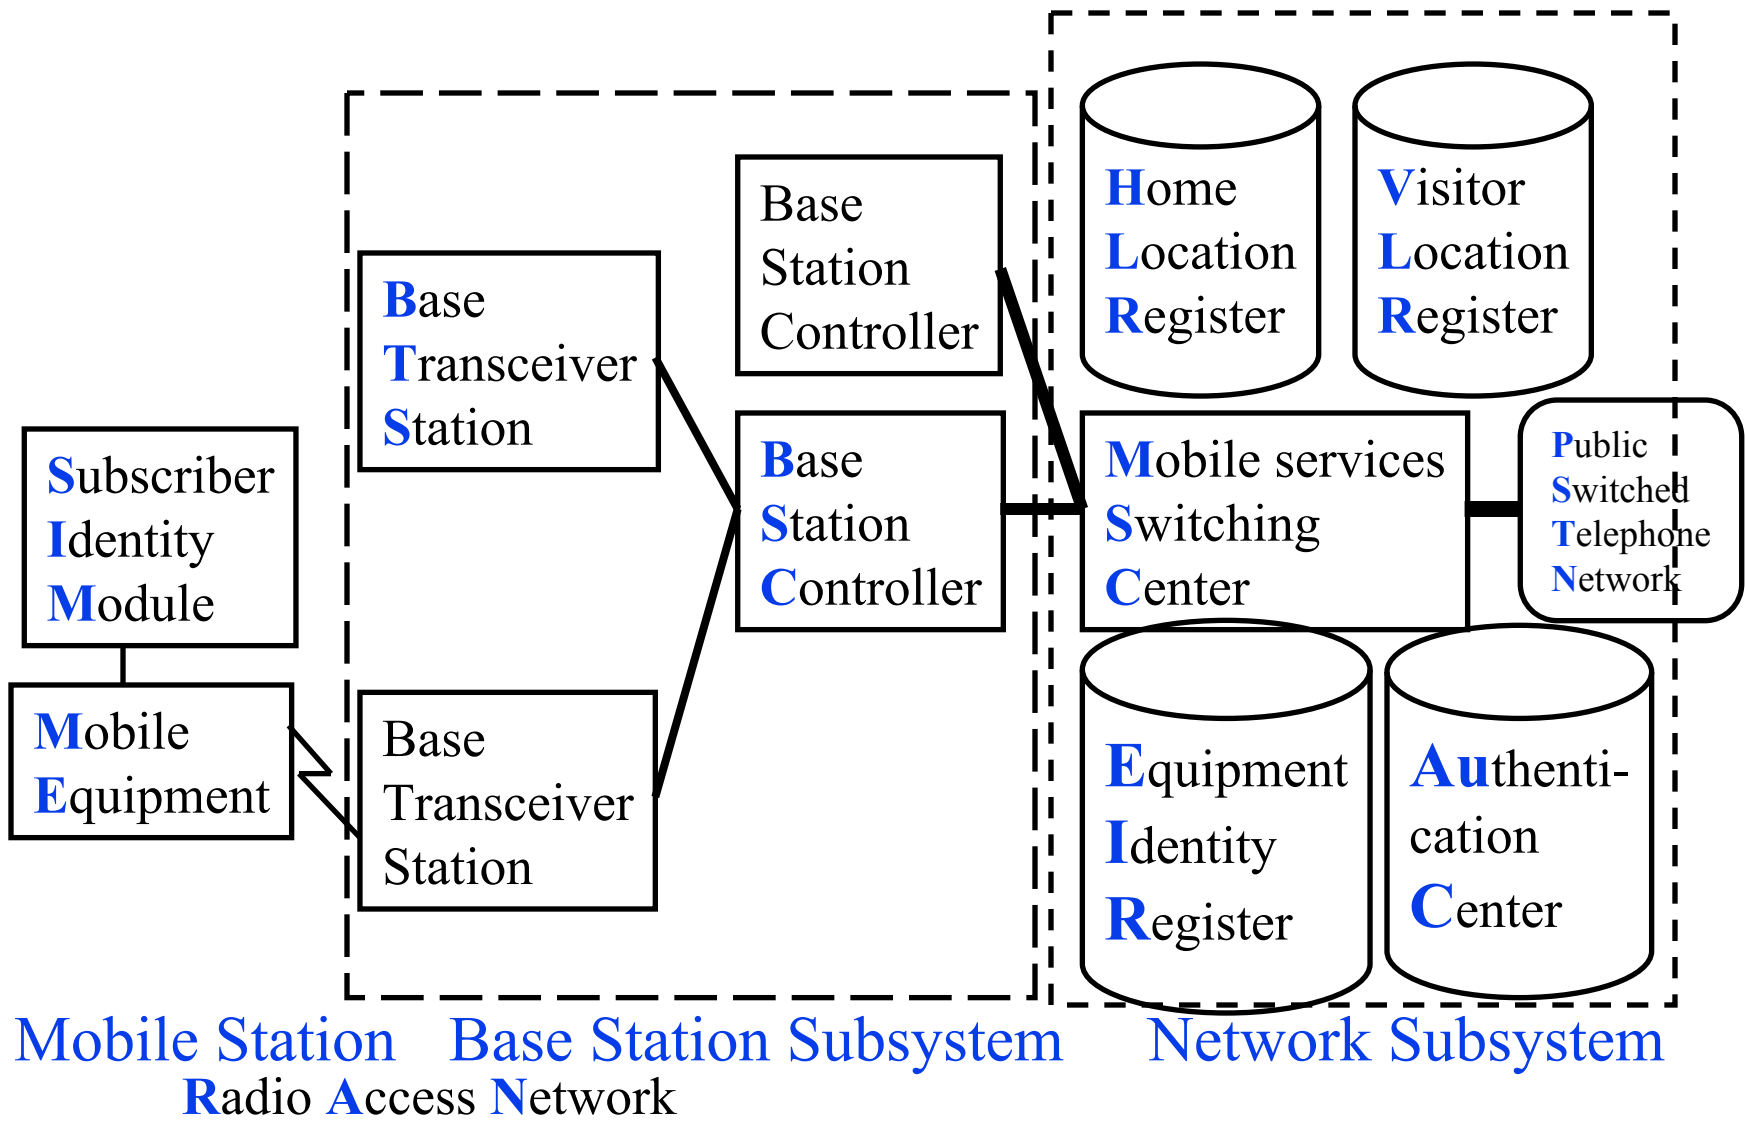 Subscriber
Identity
Module
Mobile
Equipment
Base
Transceiver
Station
Base
Transceiver
Station
Base
Station
Controller
Base
Station
Controller
Home
Location
Register
Visitor
Location
Register
Mobile services
Switching
Center
Public
Switched
Telephone
Network
Equipment
Identity
Register
Authenti-
cation
Center
Mobile Station
Base Station Subsystem
Network Subsystem
Radio Access Network